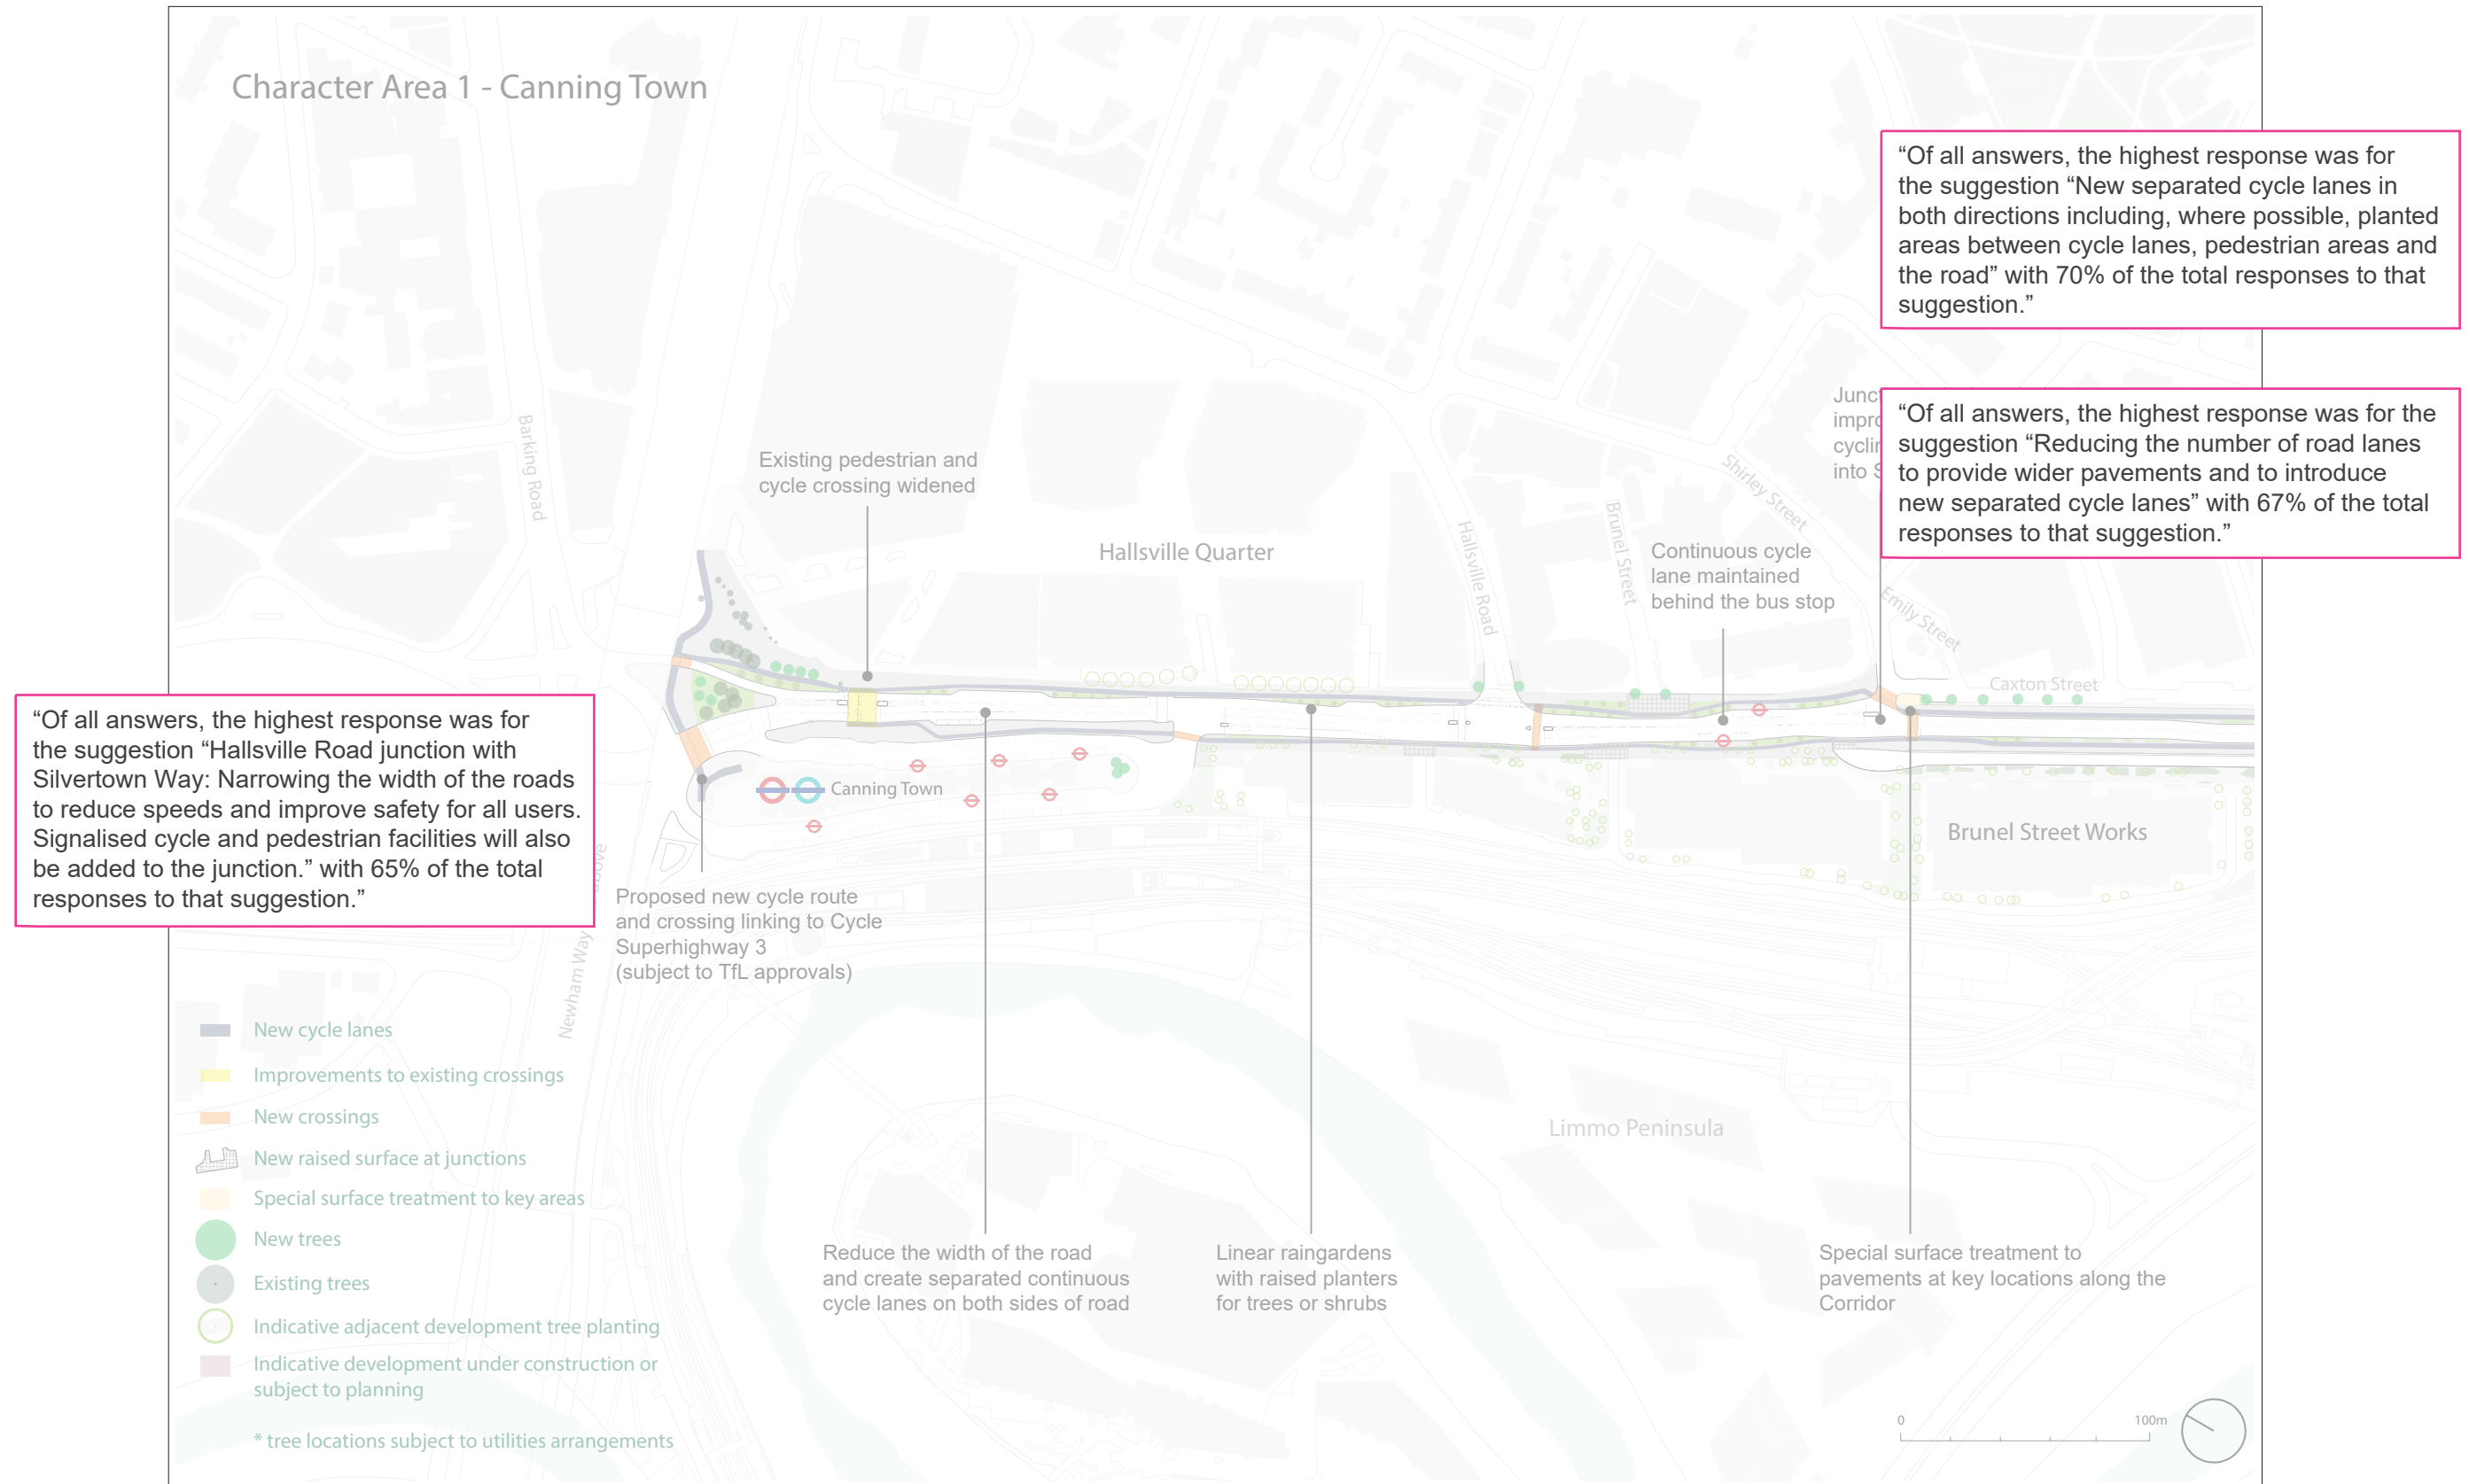 Character Area 1 - Canning Town
“Of all answers, the highest response was for
the suggestion “New separated cycle lanes in
both directions including, where possible, planted
areas between cycle lanes, pedestrian areas and
the road” with 70% of the total responses to that
suggestion.”
“Of all answers, the highest response was for the
suggestion “Reducing the number of road lanes
to provide wider pavements and to introduce
new separated cycle lanes” with 67% of the total
responses to that suggestion.”
into
Barking Road
Existing pedestrian and
cycle crossing widened
Hallsville Quarter
Hallsville Road
Brunel Street
Shirley Street
Continuous cycle
lane maintained
behind the bus stop
Emily Street
Caxton Street
“Of all answers, the highest response was for
the suggestion “Hallsville Road junction with
Silvertown Way: Narrowing the width of the roads
to reduce speeds and improve safety for all users.
Signalised cycle and pedestrian facilities will also
be added to the junction.” with 65% of the total
responses to that suggestion.”
Canning Town
Brunel Street Works
Newham Way
Proposed new cycle route
and crossing linking to Cycle
Superhighway 3
(subject to TfL approvals)
Limmo Peninsula
Reduce the width of the road
and create separated continuous
cycle lanes on both sides of road
Linear raingardens
with raised planters
for trees or shrubs
Special surface treatment to
pavements at key locations along the
Corridor
New cycle lanes
Improvements to existing crossings
New crossings
New raised surface at junctions
Special surface treatment to key areas
New trees
Existing trees
Indicative adjacent development tree planting
Indicative development under construction or
subject to planning
* tree locations subject to utilities arrangements
0 100m